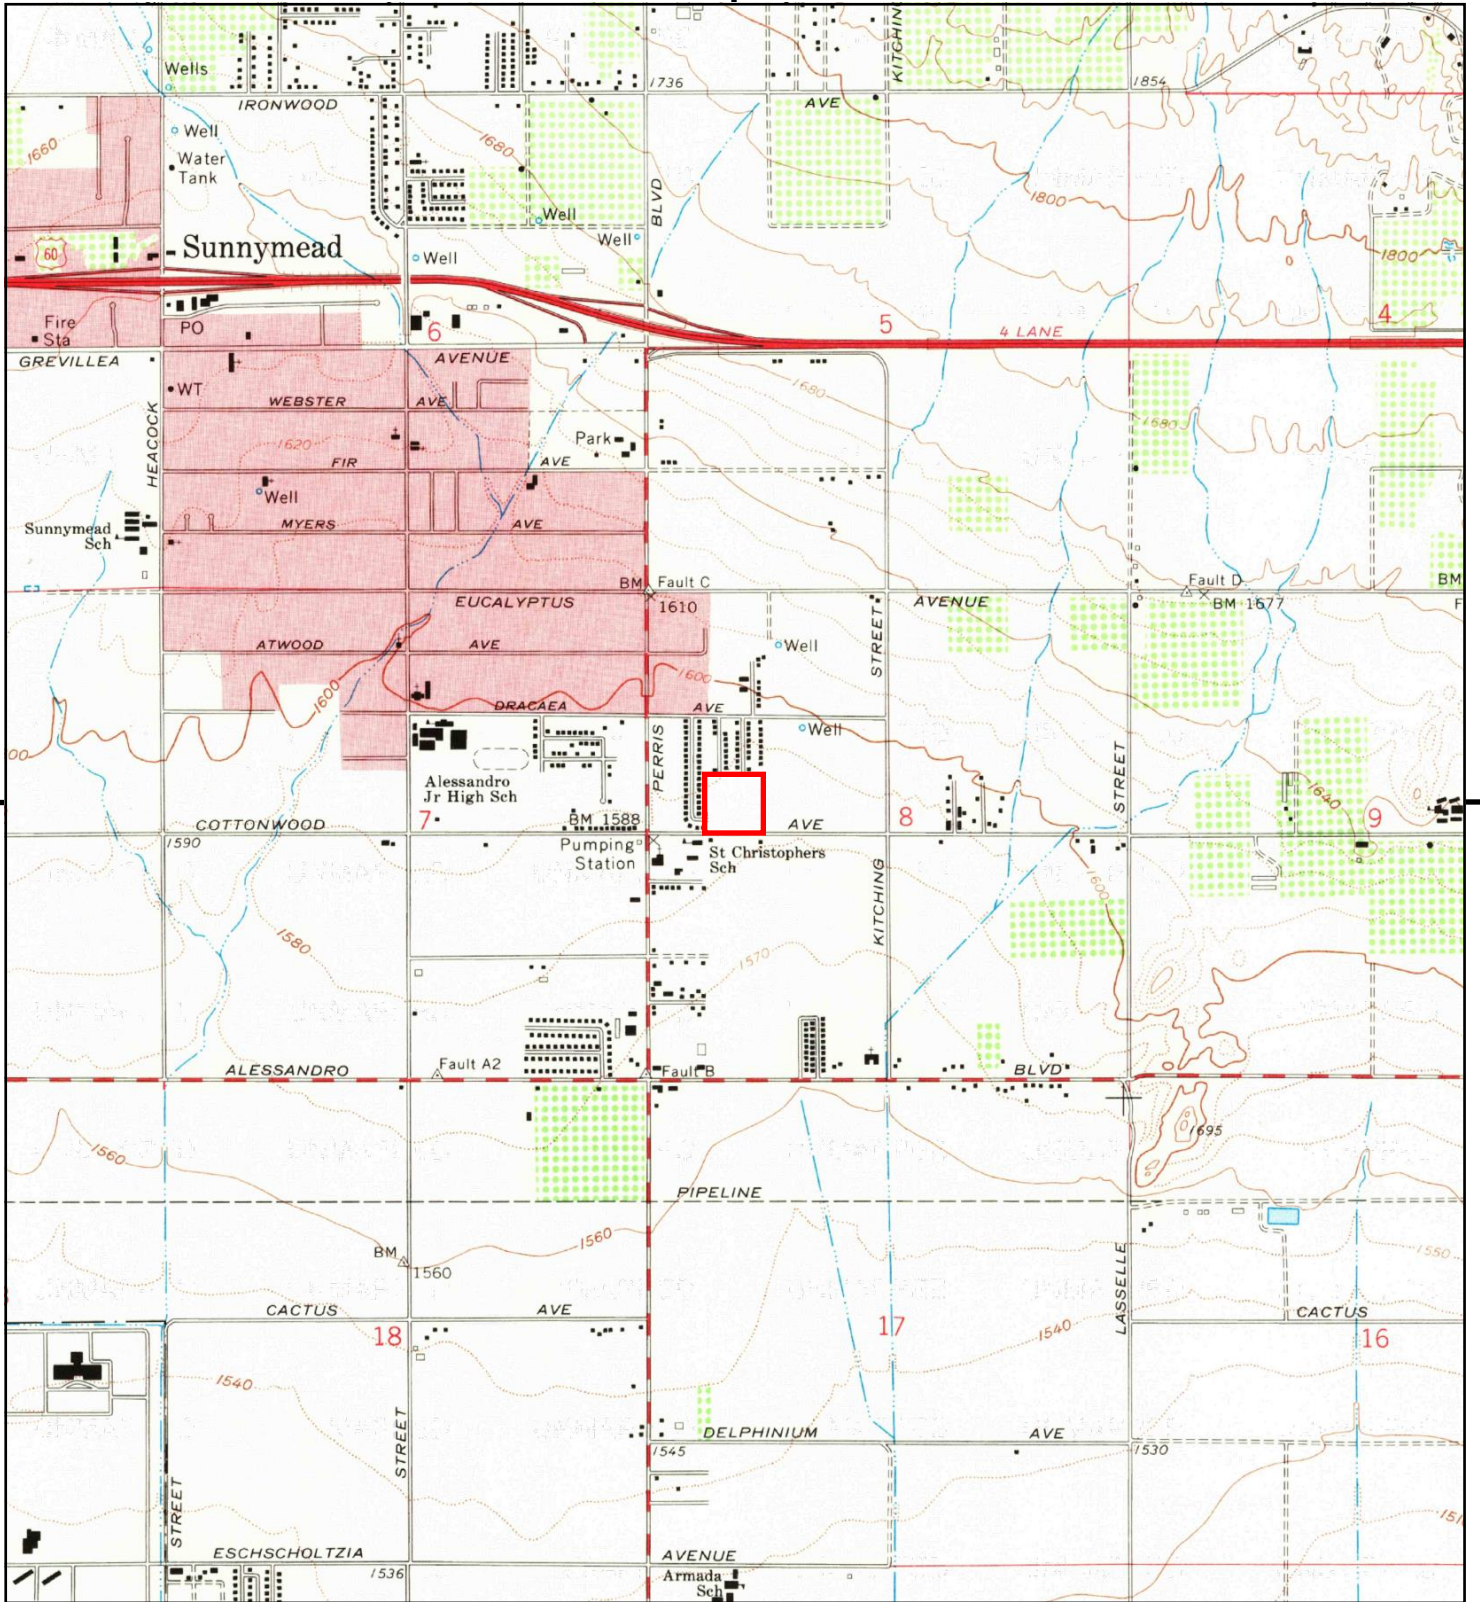 KITCHIN
Wells
1736
1854
IRONWOOD
AVE
1660
Well
1680
Water
Tank
BLVD
Well
1800
Well
60
Sunnymead
Well
1800
Fire
Sta
PO
6
5
4 LANE
4
GREVILLEA
AVENUE
WT
WEBSTER
AVE
1680
1680
HEACOCK
1620
Park
FIR
AVE
Well
Sunnymead
Sch
MYERS
AVE
BM
Fault C
Fault D
BM
EUCALYPTUS
1610
STREET
AVENUE
BM 1677
F
ATWOOD
AVE
Well
1600
1600
DRACAEA
AVE
PERRIS
Well
00
STREET
Alessandro
Jr High Sch
1640
7
BM 1588
AVE
8
9
COTTONWOOD
1590
Pumping
Station
St Christophers
Sch
KITCHING
1600
1580
1570
ALESSANDRO
Fault A2
Fault B
BLVD
1695
1560
PIPELINE
BM
1560
1560
1550
LASSELLE
CACTUS
AVE
CACTUS
18
17
1540
16
1540
STREET
DELPHINIUM
AVE
1545
1530
STREET
151
ESCHSCHOLTZIA
AVENUE
1536
Armada
Sch